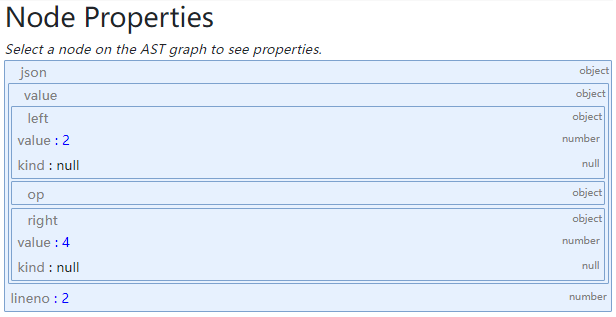 Node Properties
Select a node on the AST graph to see properties.
json object
value object
left object
value : 2 number
kind : null null
op object
right object
value : 4 number
kind : null null
lineno : 2 number